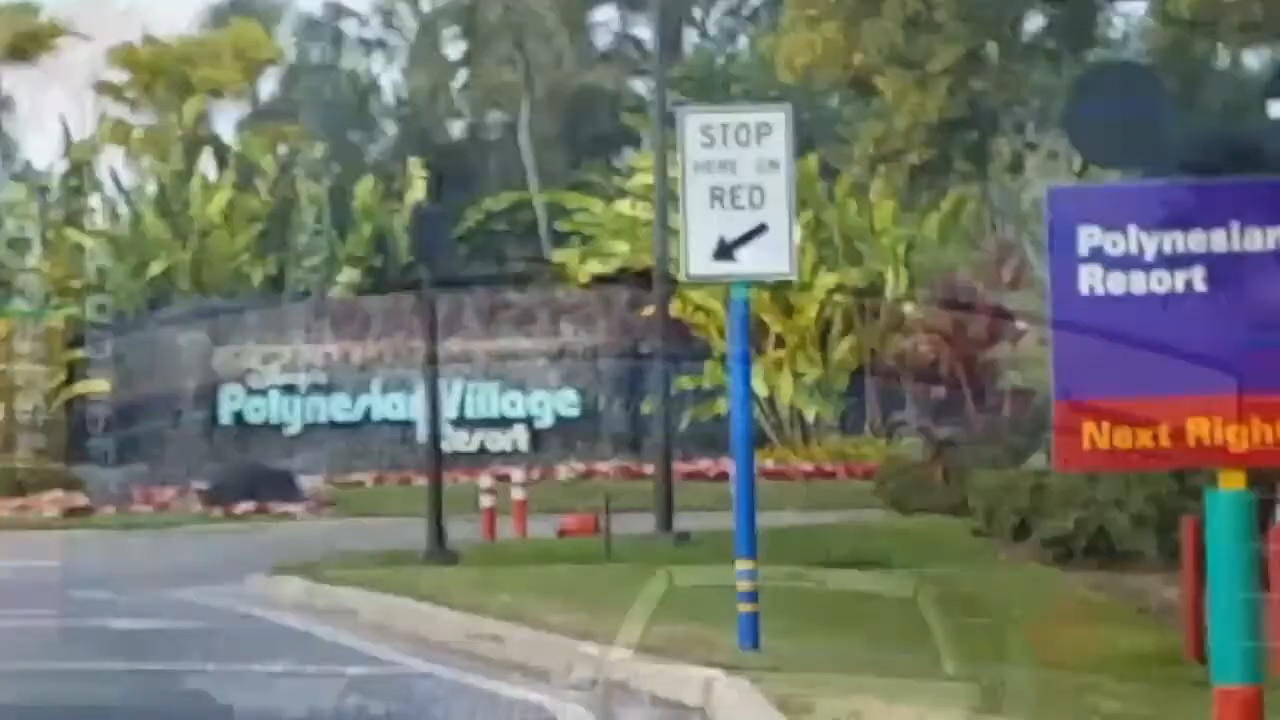 STOP
HERE ON
RED
Polynesian Village
Resort
Polynesian
Resort
Next Right